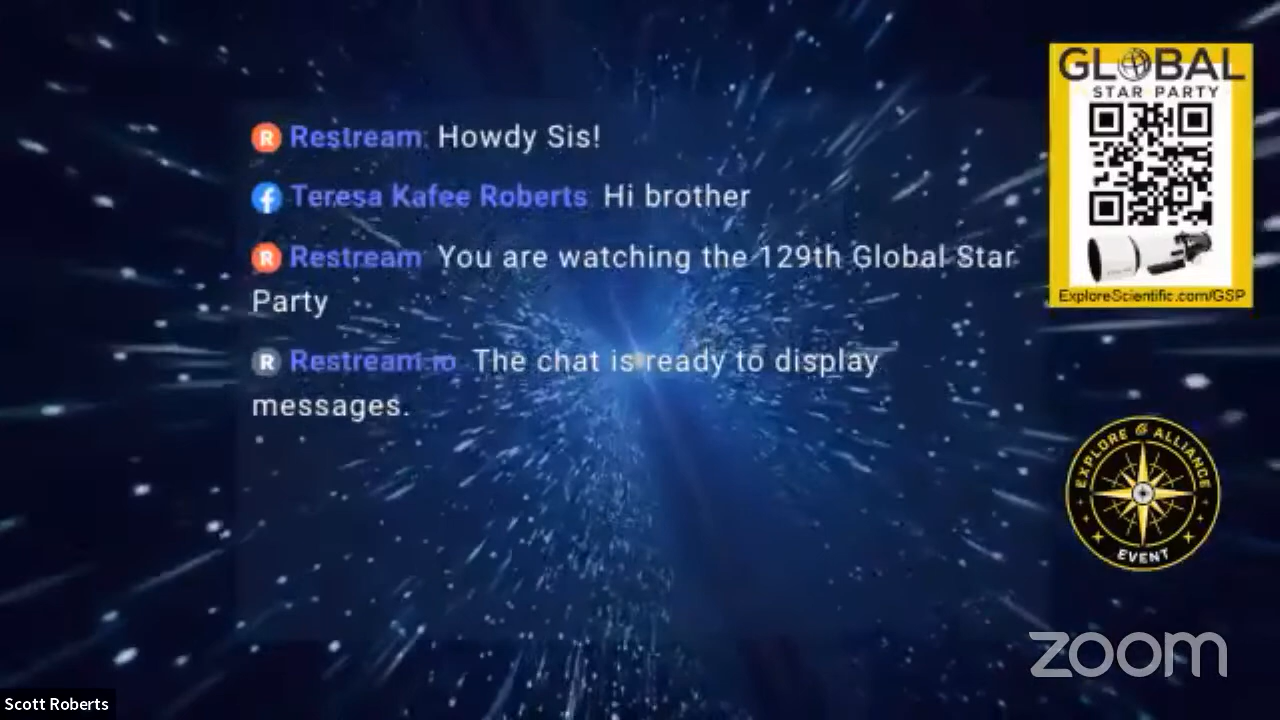 GLOBAL
STAR PARTY
R Restream: Howdy Sis!
Teresa Kafee Roberts: Hi brother
R Restream: You are watching the 129th Global Star
Party
R Restream.io: The chat is ready to display
messages.
ExploreScientific.com/GSP
EXPLORE ALLIANCE
EVENT
zoom
Scott Roberts